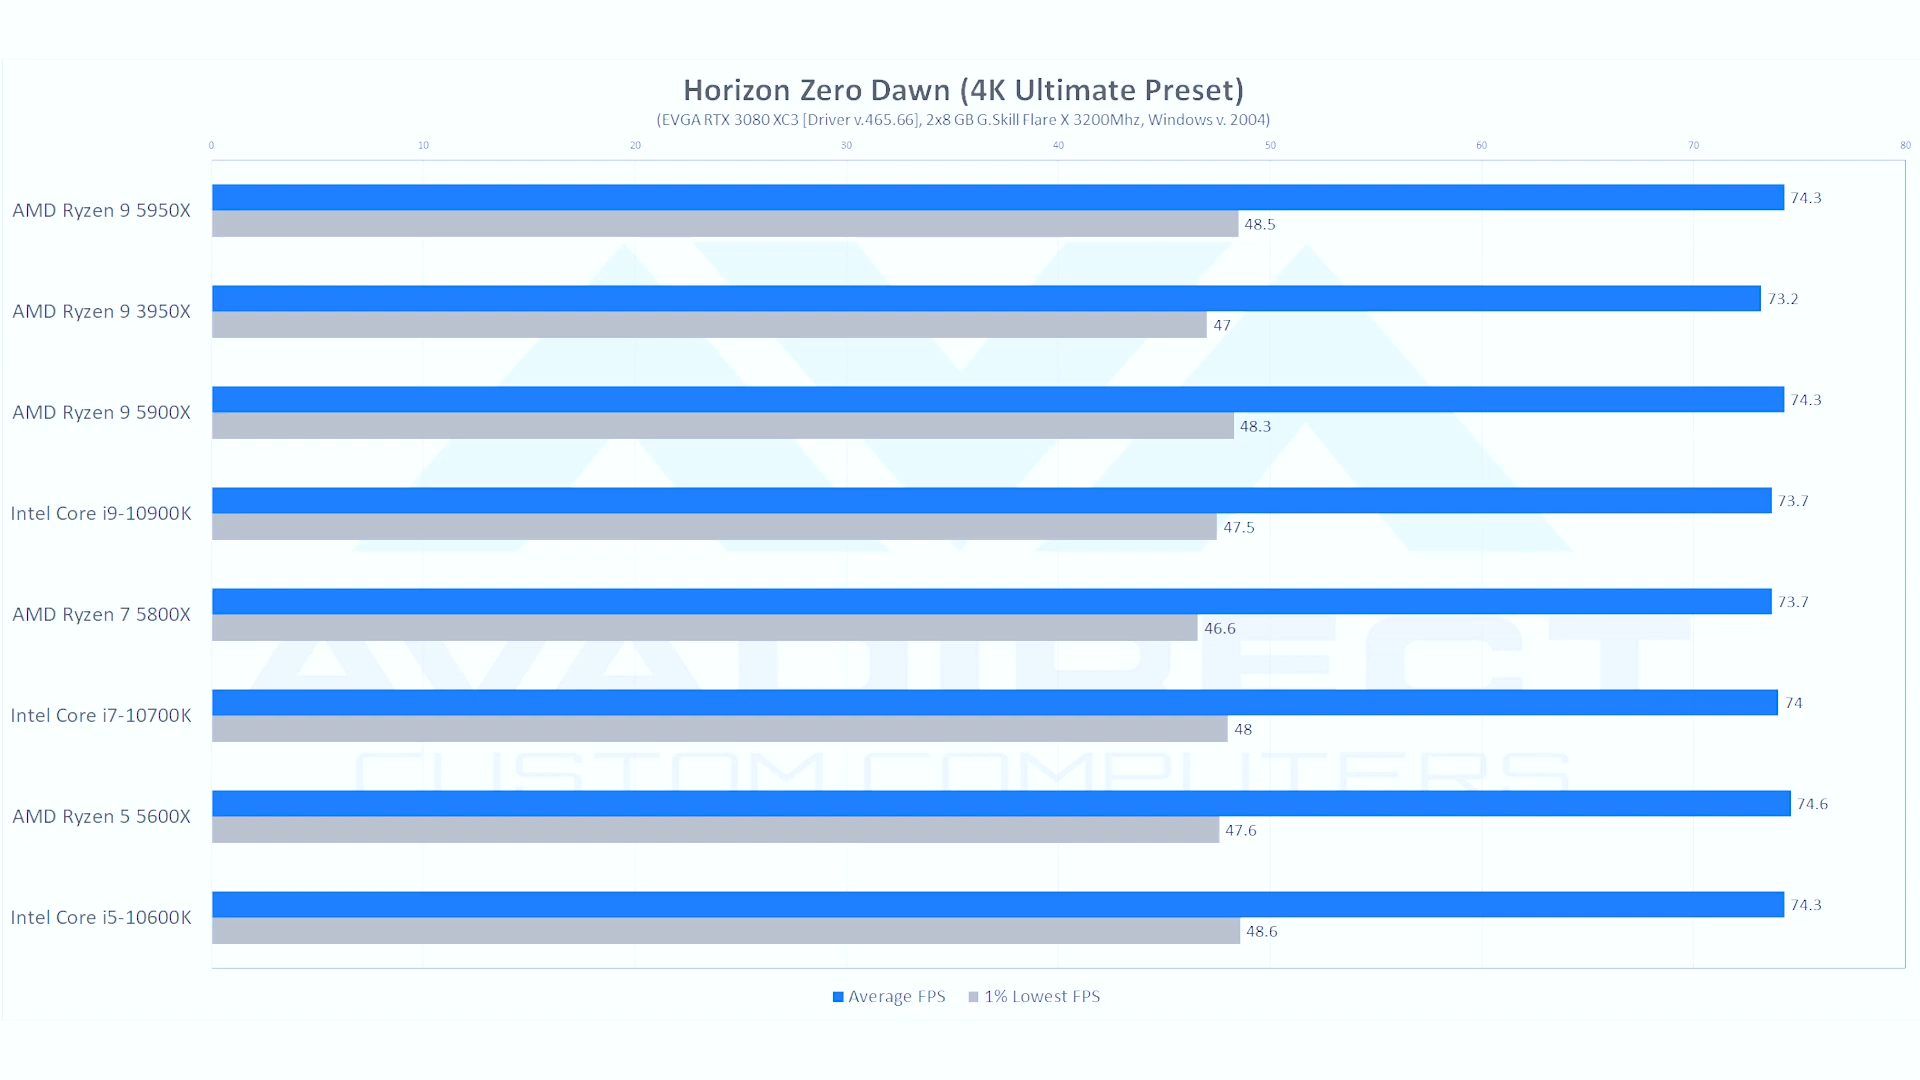 Horizon Zero Dawn (4K Ultimate Preset)
(EVGA RTX 3080 XC3 [Driver v.465.66], 2x8 GB G.Skill Flare X 3200Mhz, Windows v. 2004)
0 10 20 30 40 50 60 70 80
AMD Ryzen 9 5950X
74.3
48.5
AMD Ryzen 9 3950X
73.2
47
AMD Ryzen 9 5900X
74.3
48.3
Intel Core i9-10900K
73.7
47.5
AMD Ryzen 7 5800X
73.7
46.6
Intel Core i7-10700K
74
48
AMD Ryzen 5 5600X
74.6
47.6
Intel Core i5-10600K
74.3
48.6
Average FPS 1% Lowest FPS
AVA
AVADIRECT
CUSTOM COMPUTERS